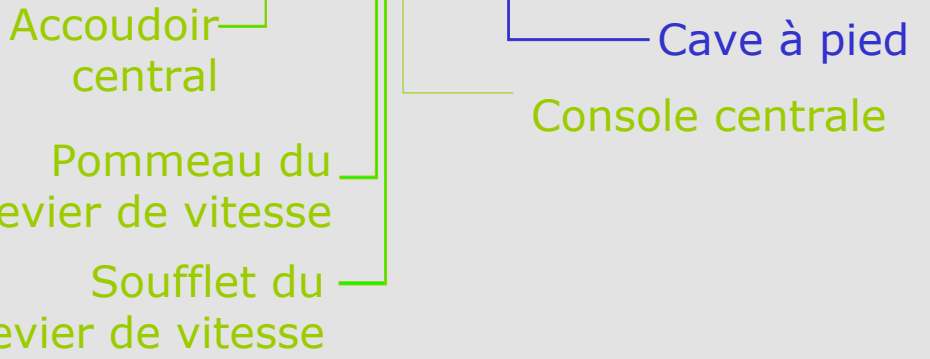 Accoudoir
central
Cave à pied
Console centrale
Pommeau du
evier de vitesse
Soufflet du
evier de vitesse